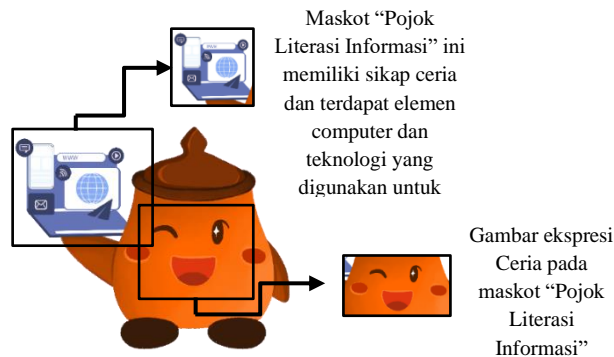 Maskot “Pojok
Literasi Informasi” ini
memiliki sikap ceria
dan terdapat elemen
computer dan
teknologi yang
digunakan untuk
www
Gambar ekspresi
Ceria pada
maskot “Pojok
Literasi
Informasi”